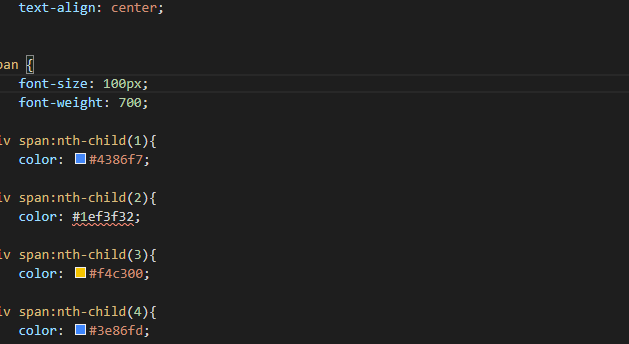 text-align: center;
pan {
font-size: 100px;
font-weight: 700;
iv span:nth-child(1){
color: #4386f7;
iv span:nth-child(2){
color: #1ef3f32;
iv span:nth-child(3){
color: #f4c300;
iv span:nth-child(4){
color: #3e86fd;